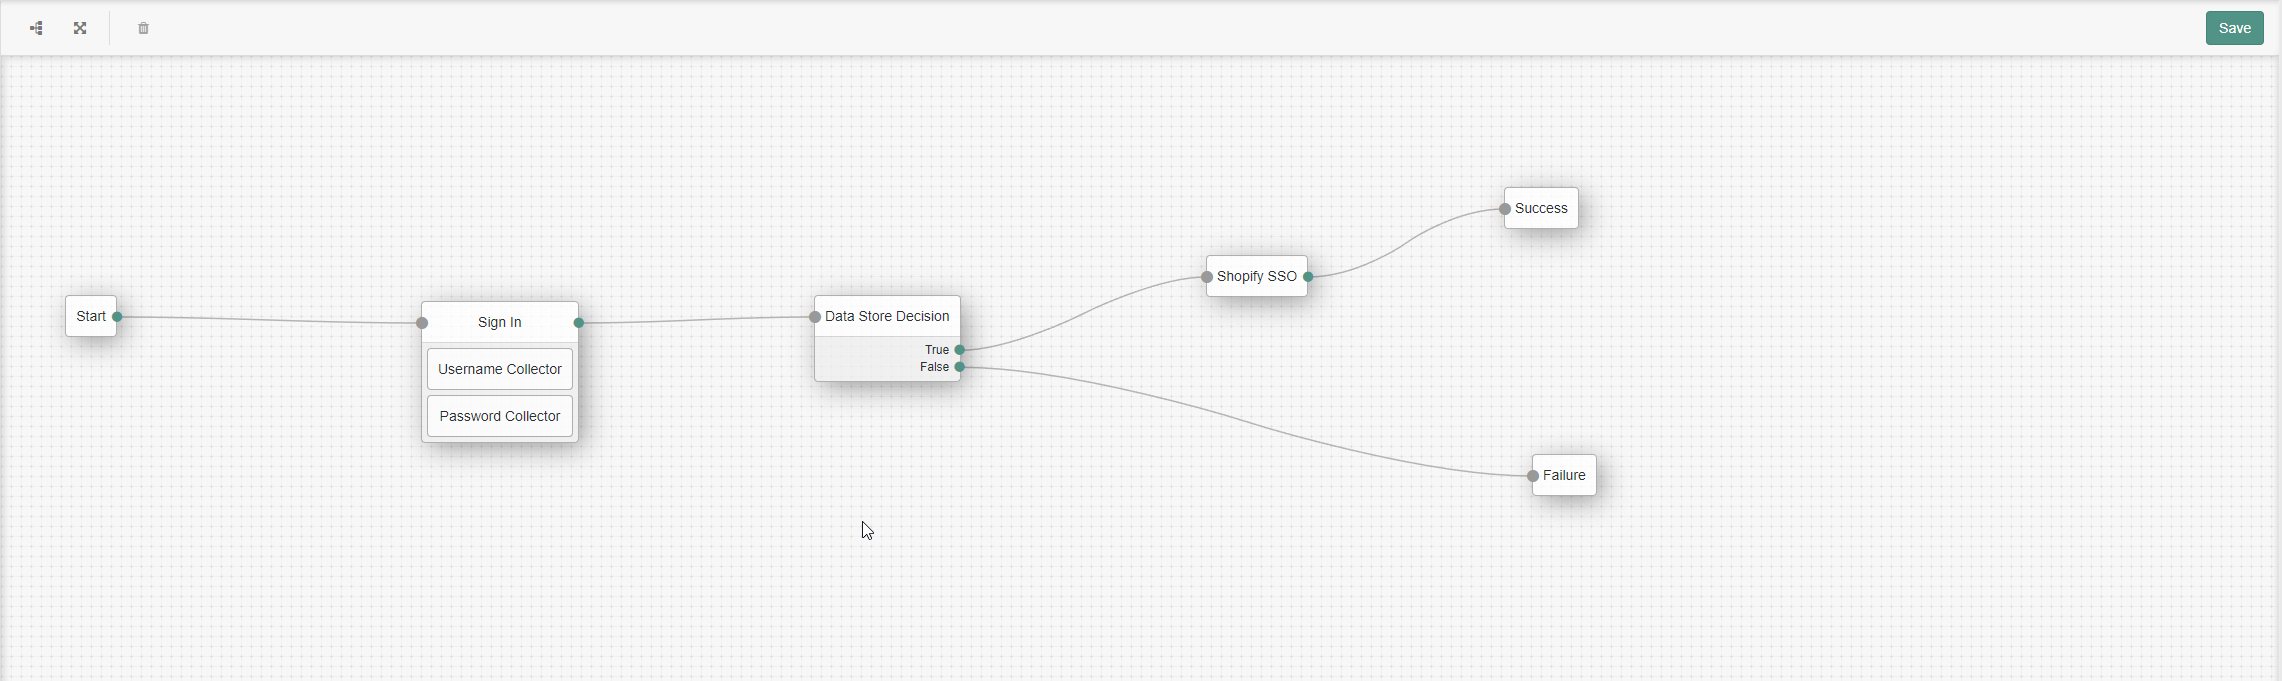 Save
Start
Sign In
Username Collector
Password Collector
Data Store Decision
True
False
Shopify SSO
Success
Failure